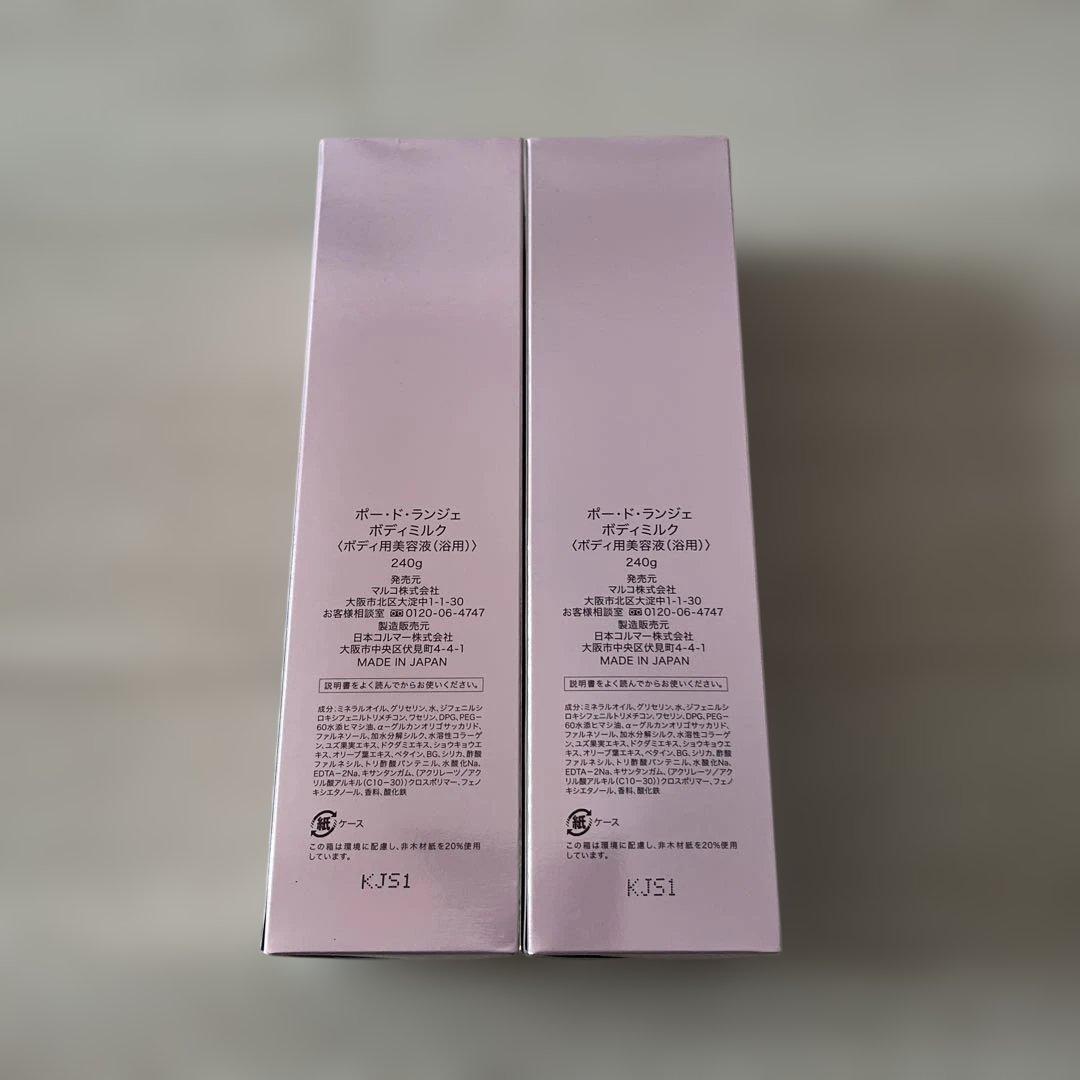 ポー・ド・ランジェ
ボディミルク
〈ボディ用美容液(浴用)〉
240g
発売元
マルコ株式会社
大阪市北区大淀中1-1-30
お客様相談室 0120-06-4747
製造販売元
日本コルマー株式会社
大阪市中央区伏見町4-4-1
MADE IN JAPAN
説明書をよく読んでからお使いください。
成分:ミネラルオイル、グリセリン、水、ジフェニルシ
ロキシフェニルトリメチコン、ワセリン、DPG、PEG-
60水添ヒマシ油、α-グルカンオリゴサッカリド、
ファルネソール、加水分解シルク、水溶性コラーゲ
ン、ユズ果実エキス、ドクダミエキス、ショウキョウエ
キス、オリーブ葉エキス、ベタイン、BG、シリカ、酢酸
ファルネシル、トリ酢酸パンテニル、水酸化Na、
EDTA-2Na、キサンタンガム、(アクリレーツ/アク
リル酸アルキル(C10-30))クロスポリマー、フェノ
キシエタノール、香料、酸化鉄
紙 ケース
この箱は環境に配慮し、非木材紙を20%使用
しています。
KJS1
ポー・ド・ランジェ
ボディミルク
〈ボディ用美容液(浴用)〉
240g
発売元
マルコ株式会社
大阪市北区大淀中1-1-30
お客様相談室 0120-06-4747
製造販売元
日本コルマー株式会社
大阪市中央区伏見町4-4-1
MADE IN JAPAN
説明書をよく読んでからお使いください。
成分:ミネラルオイル、グリセリン、水、ジフェニルシ
ロキシフェニルトリメチコン、ワセリン、DPG、PEG-
60水添ヒマシ油、α-グルカンオリゴサッカリド、
ファルネソール、加水分解シルク、水溶性コラーゲ
ン、ユズ果実エキス、ドクダミエキス、ショウキョウエ
キス、オリーブ葉エキス、ベタイン、BG、シリカ、酢酸
ファルネシル、トリ酢酸パンテニル、水酸化Na、
EDTA-2Na、キサンタンガム、(アクリレーツ/アク
リル酸アルキル(C10-30))クロスポリマー、フェノ
キシエタノール、香料、酸化鉄
紙 ケース
この箱は環境に配慮し、非木材紙を20%使用
しています。
KJS1